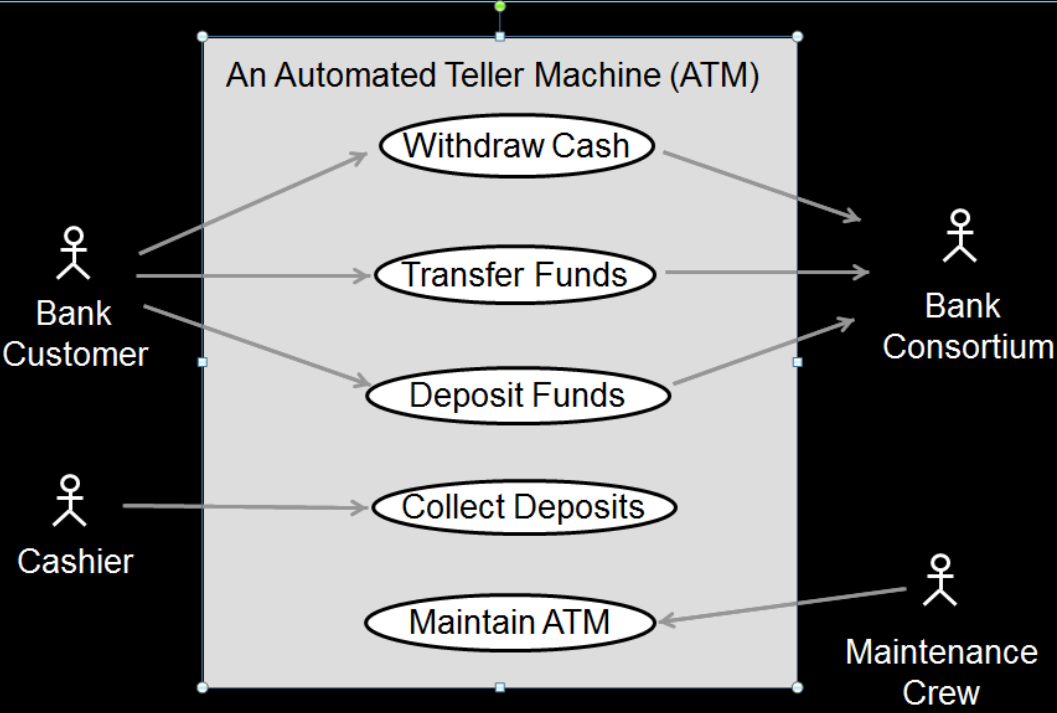 An Automated Teller Machine (ATM)
Withdraw Cash
Transfer Funds
Deposit Funds
Collect Deposits
Maintain ATM
Bank
Customer
Cashier
Bank
Consortium
Maintenance
Crew